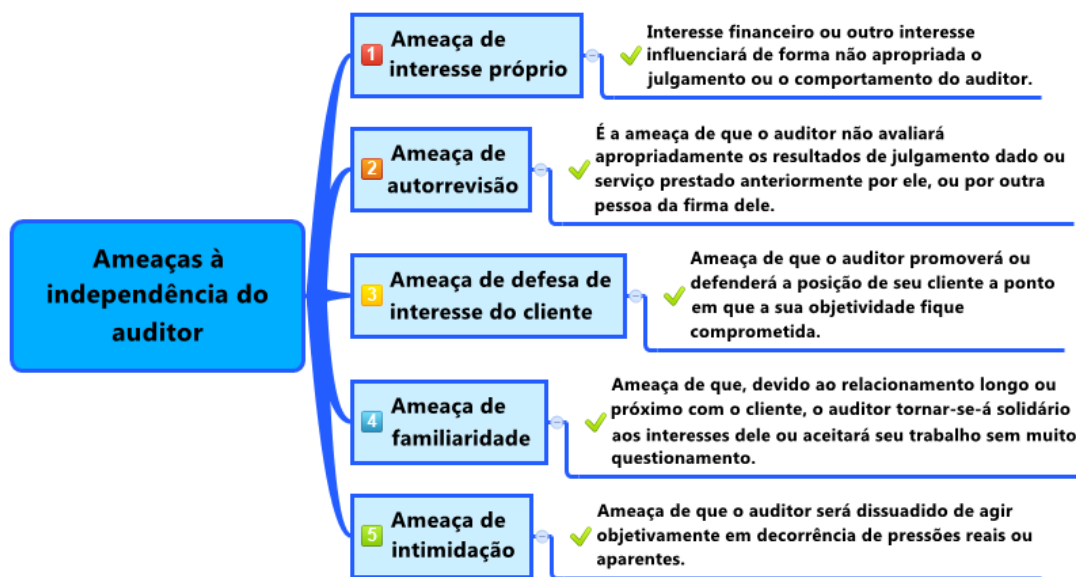 Ameaças à
independência do
auditor
1
Ameaça de
interesse próprio
Interesse financeiro ou outro interesse
influenciará de forma não apropriada o
julgamento ou o comportamento do auditor.
2
Ameaça de
autorrevisão
É a ameaça de que o auditor não avaliará
apropriadamente os resultados de julgamento dado ou
serviço prestado anteriormente por ele, ou por outra
pessoa da firma dele.
3
Ameaça de defesa de
interesse do cliente
Ameaça de que o auditor promoverá ou
defenderá a posição de seu cliente a ponto
em que a sua objetividade fique
comprometida.
4
Ameaça de
familiaridade
Ameaça de que, devido ao relacionamento longo ou
próximo com o cliente, o auditor tornar-se-á solidário
aos interesses dele ou aceitará seu trabalho sem muito
questionamento.
5
Ameaça de
intimidação
Ameaça de que o auditor será dissuadido de agir
objetivamente em decorrência de pressões reais ou
aparentes.